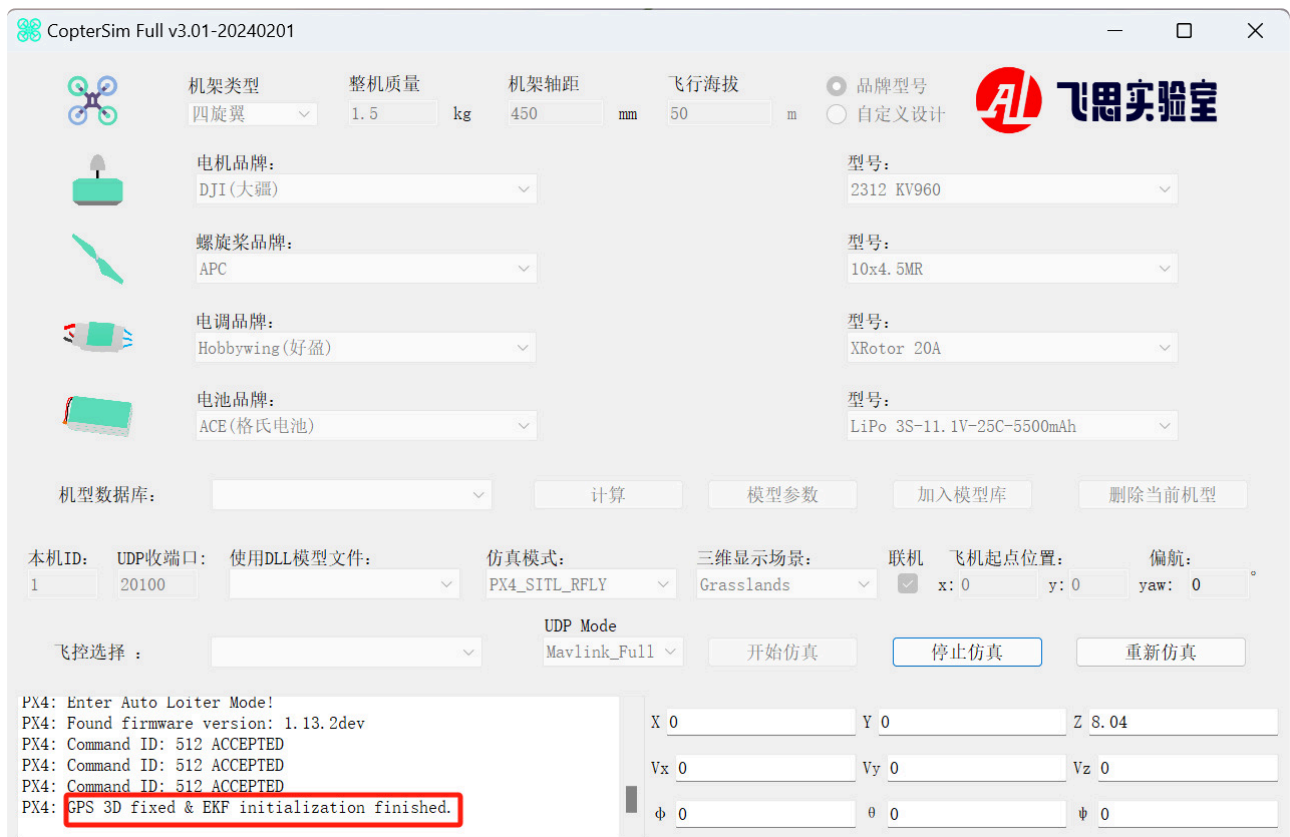 CopterSim Full v3.01-20240201
机架类型 整机质量 机架轴距 飞行海拔 品牌型号
四旋翼 1.5 kg 450 mm 50 m 自定义设计
飞思实验室
电机品牌： 型号：
DJI(大疆) 2312 KV960
螺旋桨品牌： 型号：
APC 10x4.5MR
电调品牌： 型号：
Hobbywing(好盈) XRotor 20A
电池品牌： 型号：
ACE(格氏电池) LiPo 3S-11.1V-25C-5500mAh
机型数据库： 计算 模型参数 加入模型库 删除当前机型
本机ID: UDP收端口: 使用DLL模型文件： 仿真模式： 三维显示场景： 联机 飞机起点位置： 偏航：
1 20100 PX4_SITL_RFLY Grasslands x: 0 y: 0 yaw: 0 °
UDP Mode
飞控选择 ： Mavlink_Full 开始仿真 停止仿真 重新仿真
PX4: Enter Auto Loiter Mode!
PX4: Found firmware version: 1.13.2dev
PX4: Command ID: 512 ACCEPTED
PX4: Command ID: 512 ACCEPTED
PX4: Command ID: 512 ACCEPTED
PX4: GPS 3D fixed & EKF initialization finished.
X 0 Y 0 Z 8.04
Vx 0 Vy 0 Vz 0
ф 0 θ 0 ψ 0